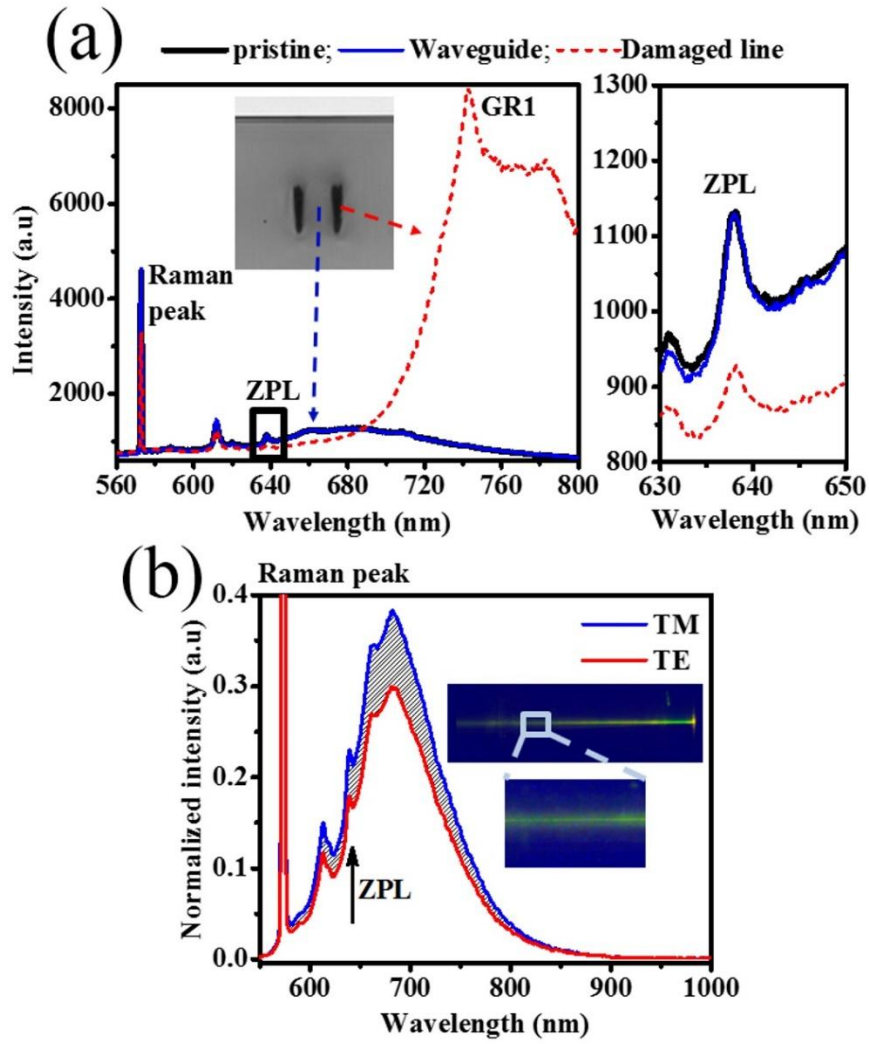 (a)
pristine; Waveguide; Damaged line
Intensity (a.u)
8000
6000
4000
2000
GR1
Raman
peak
ZPL
560 600 640 680 720 760 800
Wavelength (nm)
1300
1200
1100
1000
900
800
ZPL
630 640 650
Wavelength (nm)
(b)
Raman peak
Normalized intensity (a.u)
0.4
0.3
0.2
0.1
0.0
TM
TE
ZPL
600 700 800 900 1000
Wavelength (nm)